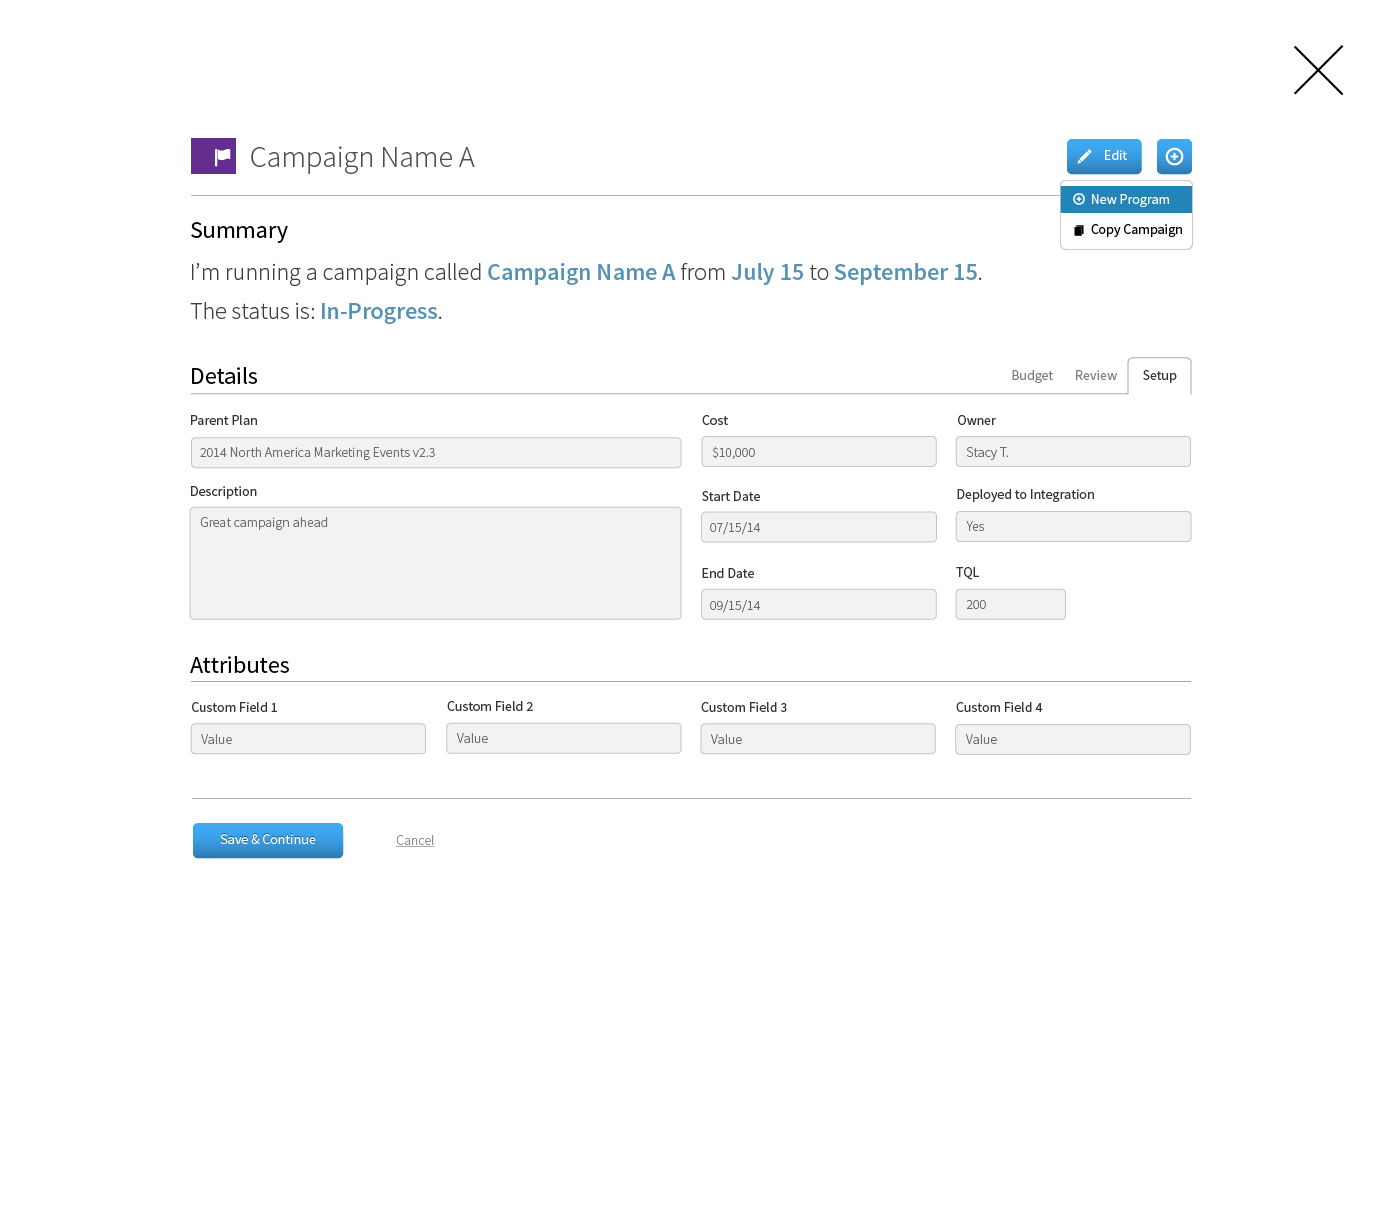 Campaign Name A
Edit
New Program
Copy Campaign
Summary
I’m running a campaign called Campaign Name A from July 15 to September 15.
The status is: In-Progress.
Details
Budget Review Setup
Parent Plan
2014 North America Marketing Events v2.3
Cost
$10,000
Owner
Stacy T.
Description
Great campaign ahead
Start Date
07/15/14
Deployed to Integration
Yes
End Date
09/15/14
TQL
200
Attributes
Custom Field 1
Value
Custom Field 2
Value
Custom Field 3
Value
Custom Field 4
Value
Save & Continue
Cancel